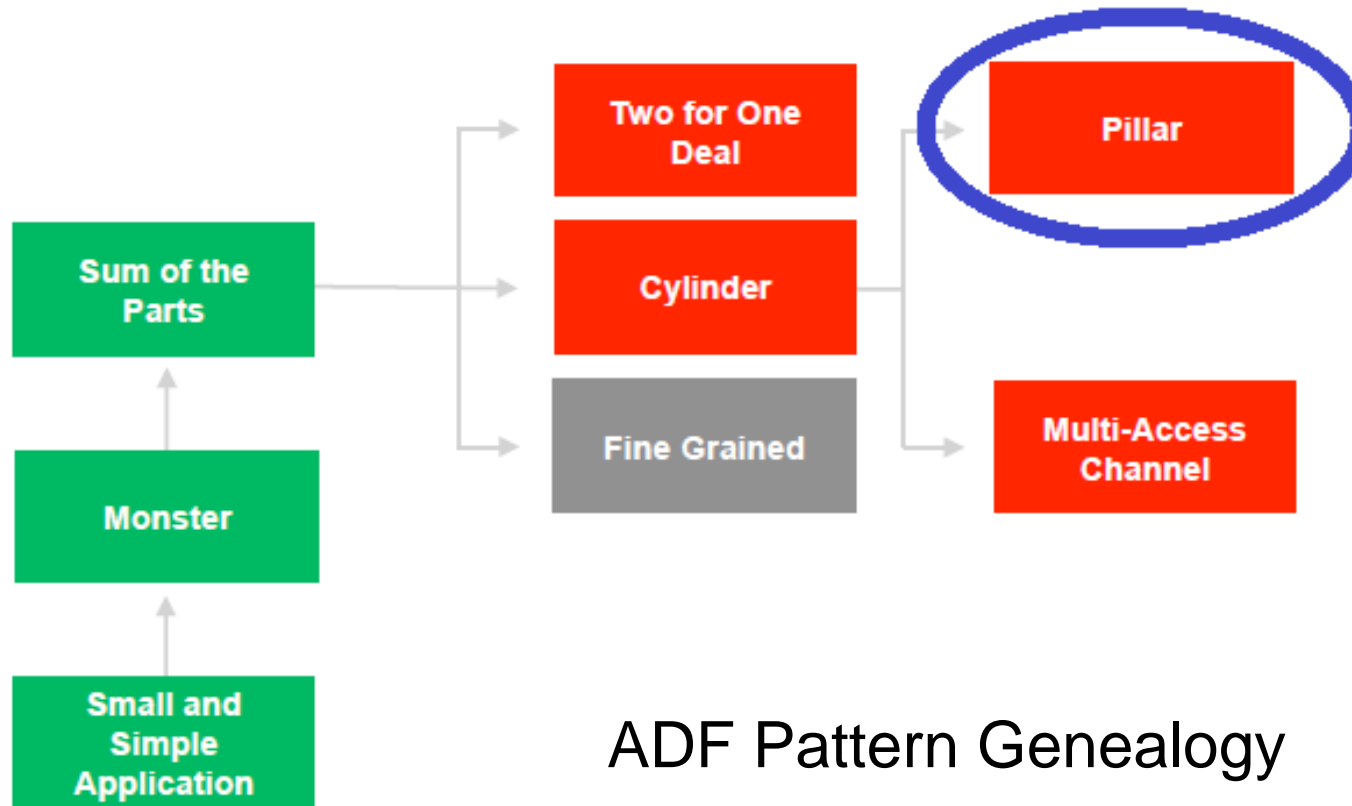 Two for One
Deal
Pillar
Sum of the
Parts
Cylinder
Fine Grained
Multi-Access
Channel
Monster
Small and
Simple
Application
ADF Pattern Genealogy